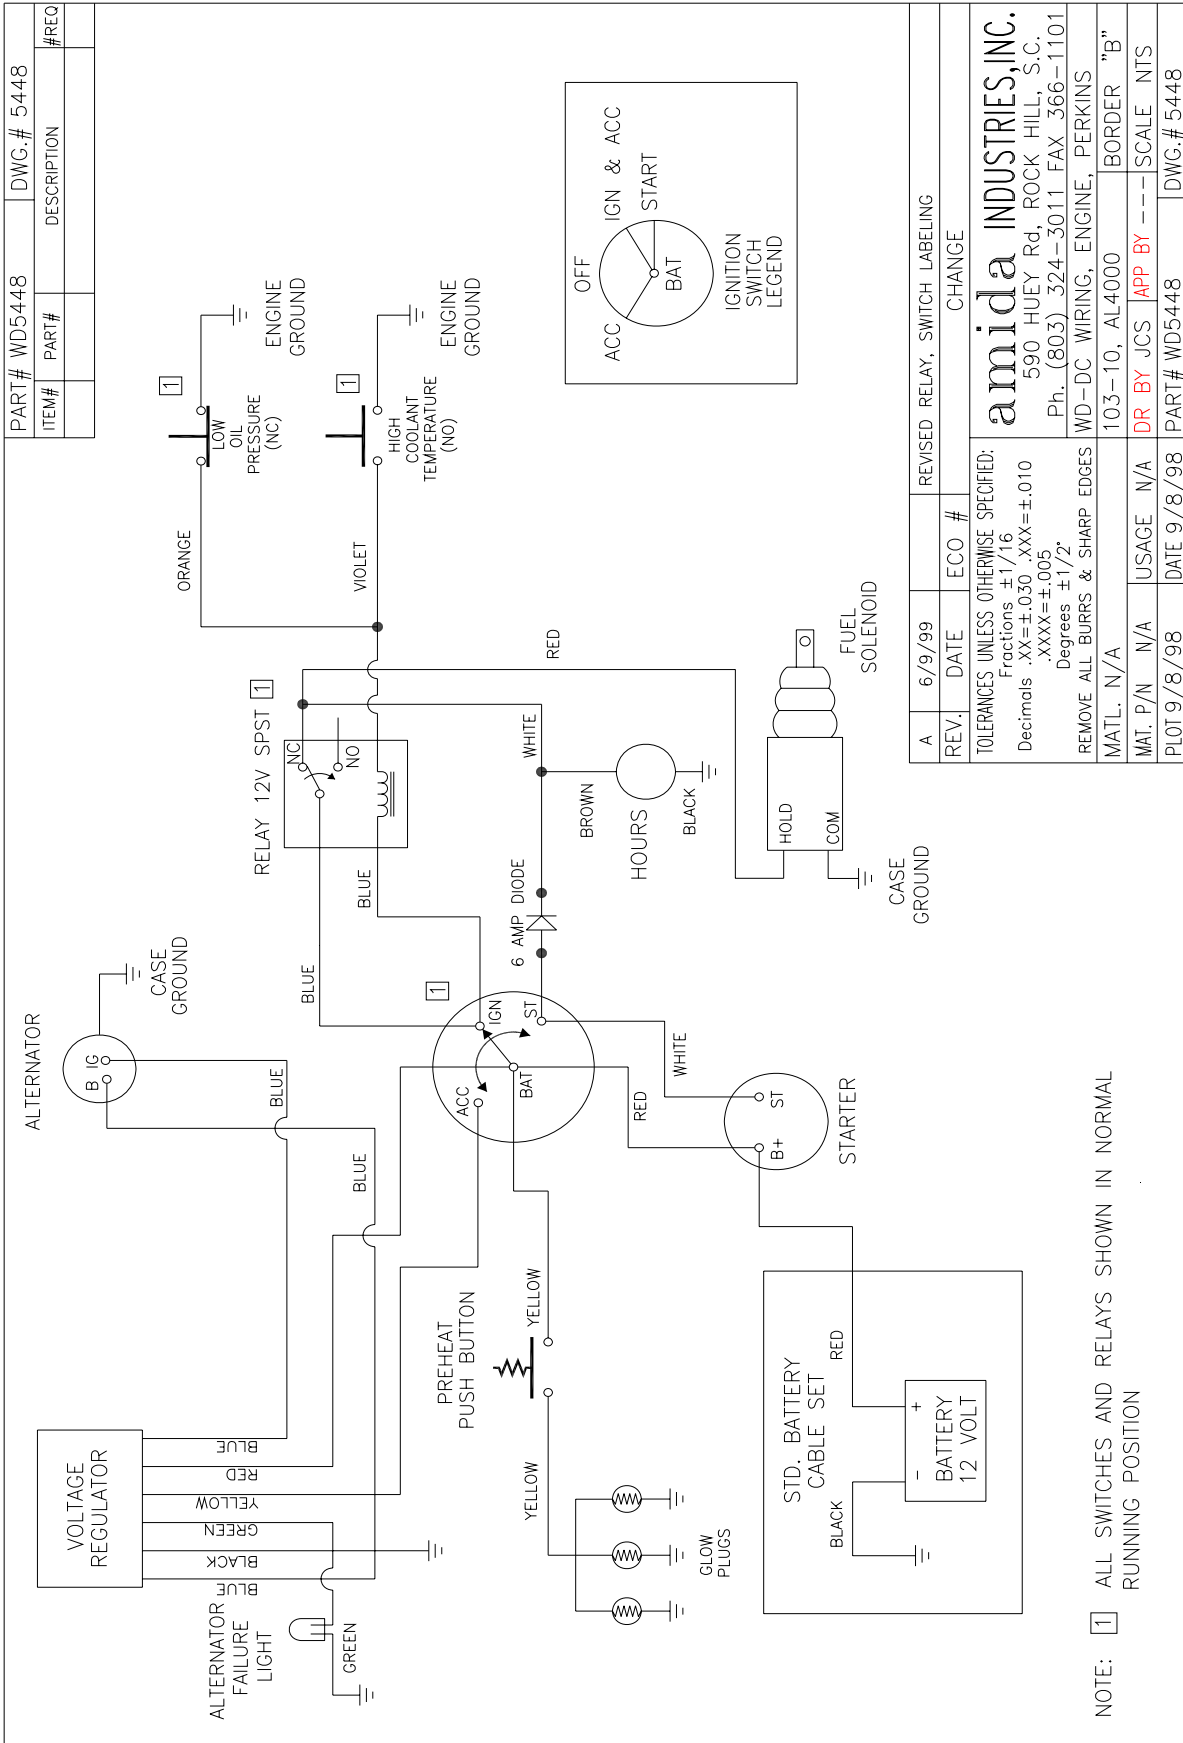 PART# WD5448
DWG.# 5448
ITEM#
PART#
DESCRIPTION
#REQ
ALTERNATOR
B
IG
CASE
GROUND
VOLTAGE
REGULATOR
BLUE
BLACK
GREEN
YELLOW
RED
BLUE
BLUE
BLUE
ALTERNATOR
FAILURE
LIGHT
GREEN
RELAY 12V SPST
1
NC
NO
BLUE
BLUE
ORANGE
LOW
OIL
PRESSURE
(NC)
1
ENGINE
GROUND
VIOLET
HIGH
COOLANT
TEMPERATURE
(NO)
1
ENGINE
GROUND
1
ACC
BAT
IGN
ST
6 AMP DIODE
WHITE
RED
BROWN
HOURS
BLACK
FUEL
SOLENOID
HOLD
COM
CASE
GROUND
PREHEAT
PUSH BUTTON
YELLOW
YELLOW
GLOW
PLUGS
RED
WHITE
B+
ST
STARTER
STD. BATTERY
CABLE SET
BLACK
RED
-
+
BATTERY
12 VOLT
ACC
OFF
IGN & ACC
START
BAT
IGNITION
SWITCH
LEGEND
NOTE: 1 ALL SWITCHES AND RELAYS SHOWN IN NORMAL
RUNNING POSITION
A
6/9/99
REVISED RELAY, SWITCH LABELING
REV.
DATE
ECO #
CHANGE
TOLERANCES UNLESS OTHERWISE SPECIFIED:
Fractions ±1/16
Decimals .XX=±.030 .XXX=±.010
.XXXX=±.005
Degrees ±1/2°
REMOVE ALL BURRS & SHARP EDGES
amida INDUSTRIES,INC.
590 HUEY Rd, ROCK HILL, S.C.
Ph. (803) 324-3011 FAX 366-1101
WD-DC WIRING, ENGINE, PERKINS
MATL. N/A
103-10, AL4000
BORDER "B"
MAT. P/N N/A
USAGE N/A
DR BY JCS
APP BY ---
SCALE NTS
PLOT 9/8/98
DATE 9/8/98
PART# WD5448
DWG.# 5448